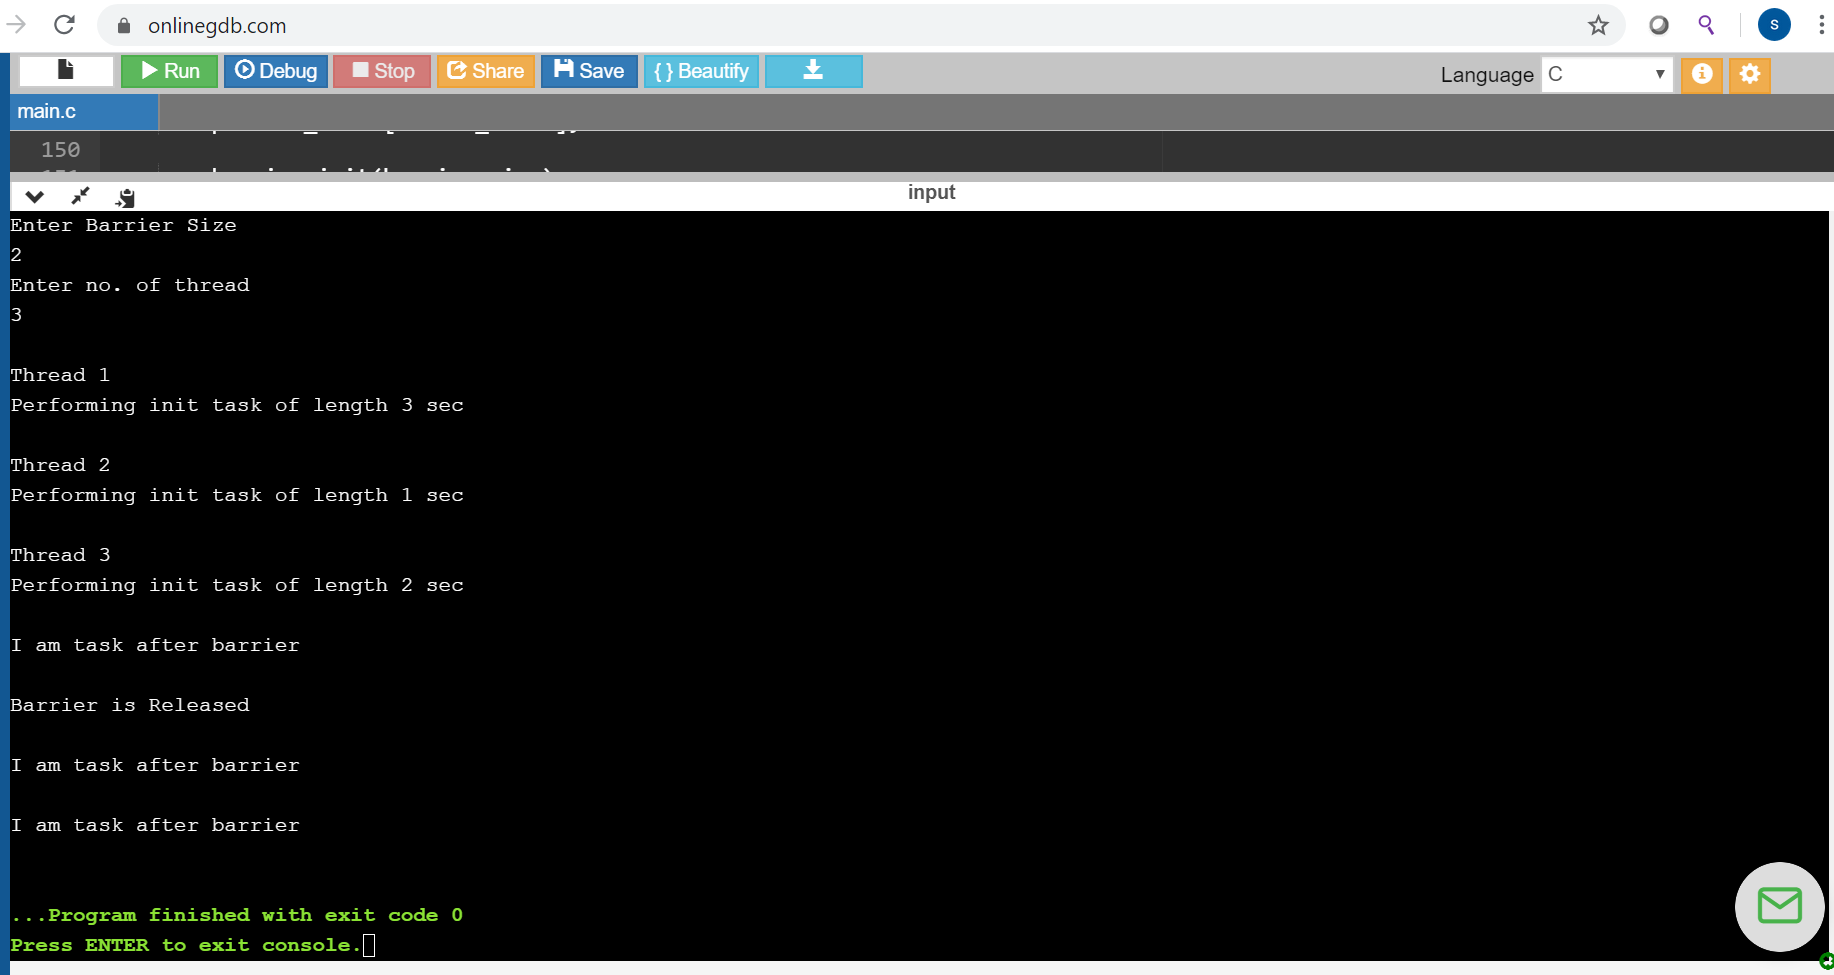 onlinegdb.com
S
Run Debug Stop Share Save { } Beautify
Language C
main.c
150
input
Enter Barrier Size
2
Enter no. of thread
3
Thread 1
Performing init task of length 3 sec
Thread 2
Performing init task of length 1 sec
Thread 3
Performing init task of length 2 sec
I am task after barrier
Barrier is Released
I am task after barrier
I am task after barrier
...Program finished with exit code 0
Press ENTER to exit console.